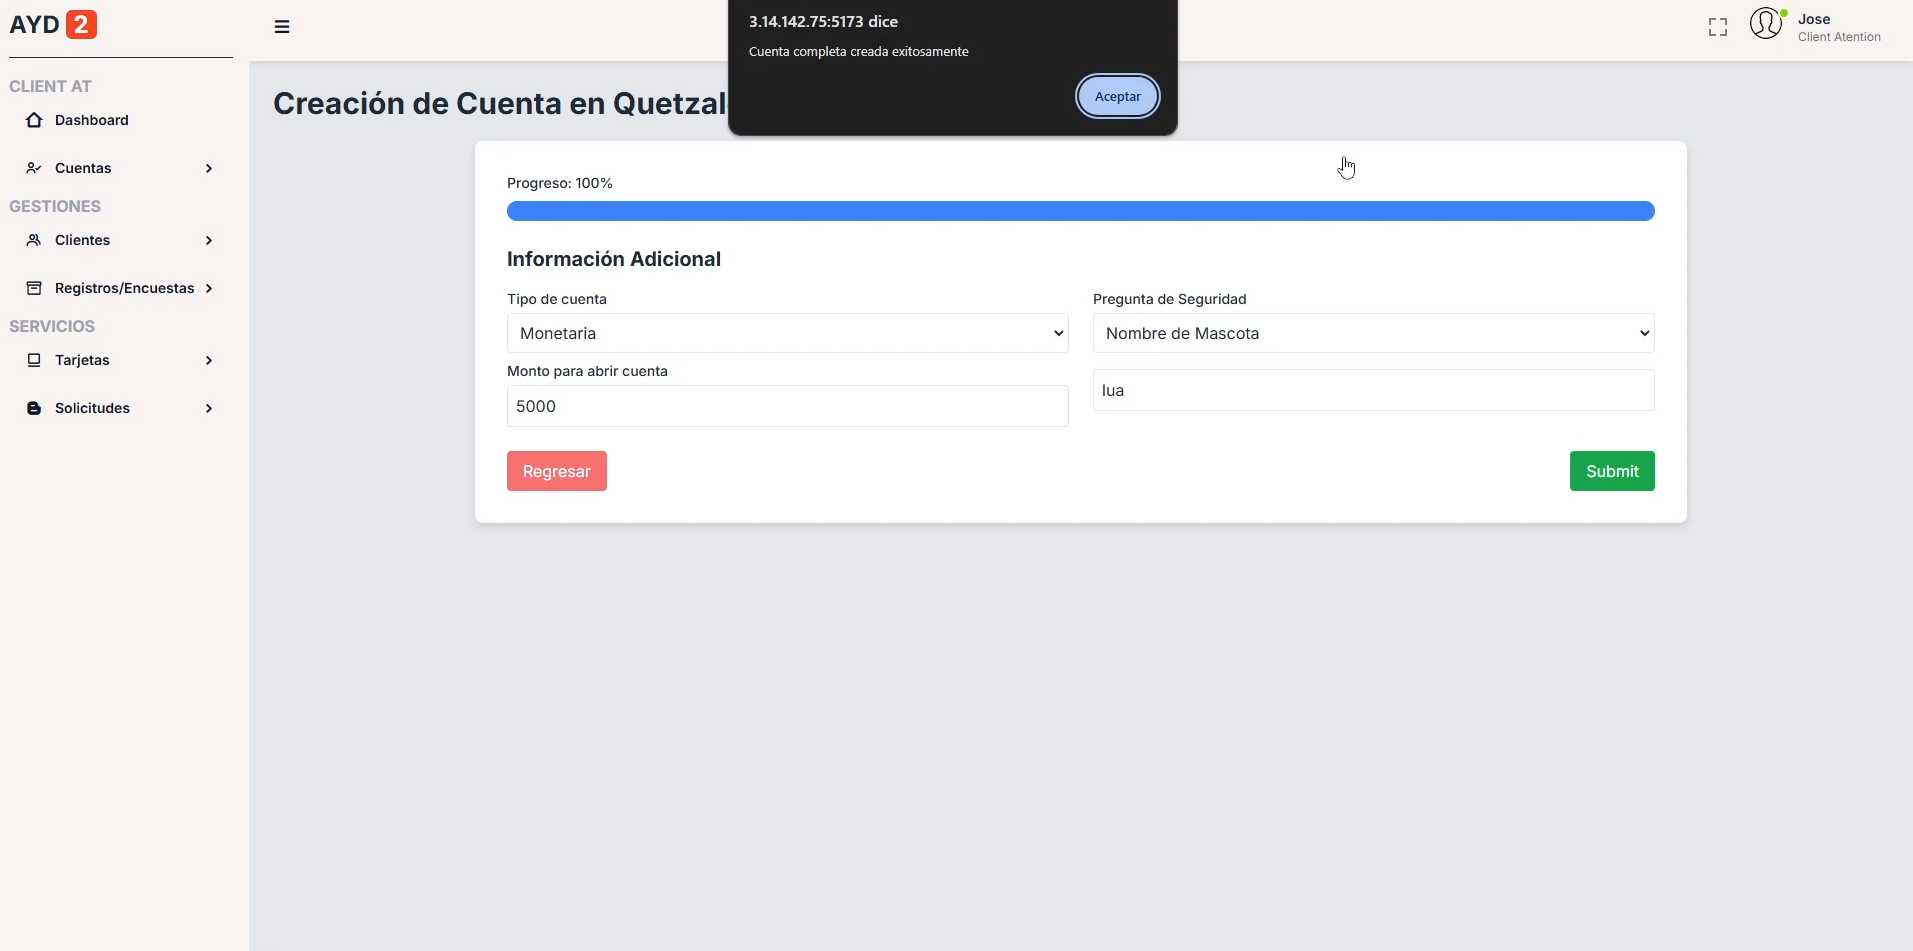 AYD 2
CLIENT AT
Dashboard
Cuentas
GESTIONES
Clientes
Registros/Encuestas
SERVICIOS
Tarjetas
Solicitudes
3.14.142.75:5173 dice
Cuenta completa creada exitosamente
Aceptar
Jose
Client Atention
Creación de Cuenta en Quetzal
Progreso: 100%
Información Adicional
Tipo de cuenta
Monetaria
Monto para abrir cuenta
5000
Pregunta de Seguridad
Nombre de Mascota
lua
Regresar
Submit